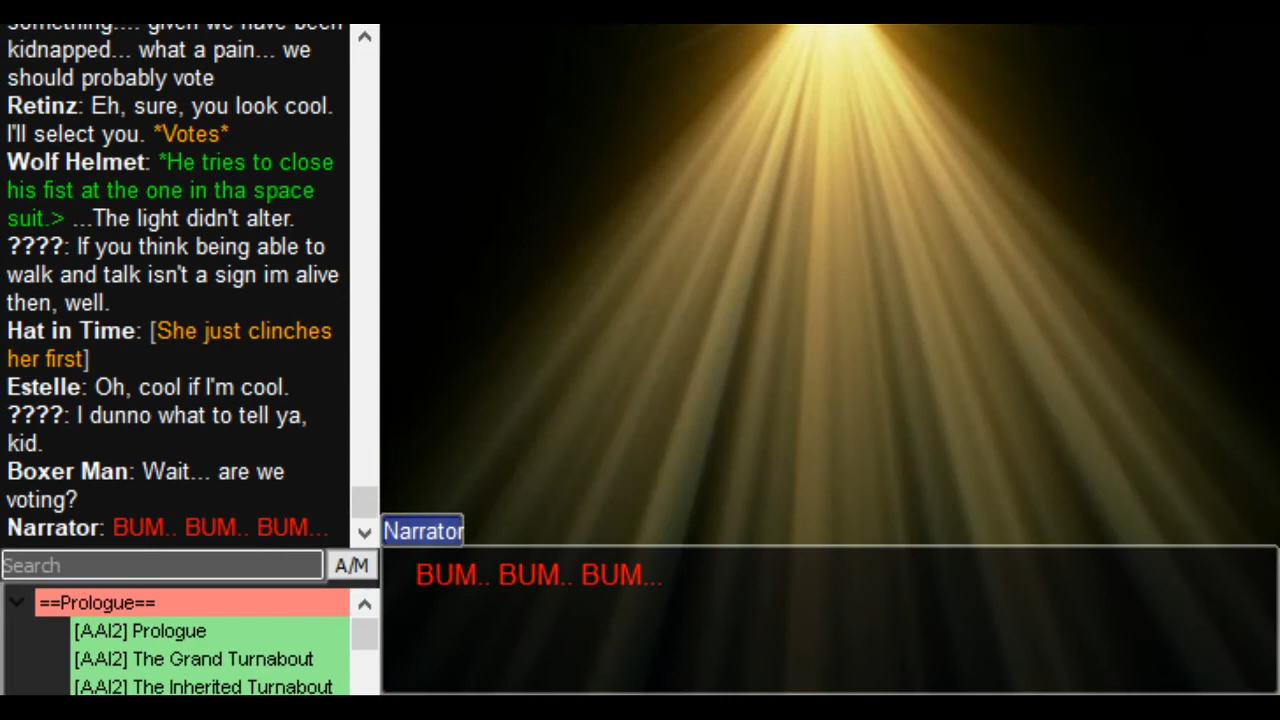 something.... given we have been
kidnapped... what a pain... we
should probably vote
Retinz: Eh, sure, you look cool.
I'll select you. *Votes*
Wolf Helmet: *He tries to close
his fist at the one in tha space
suit.> ...The light didn't alter.
????: If you think being able to
walk and talk isn't a sign im alive
then, well.
Hat in Time: [She just clinches
her first]
Estelle: Oh, cool if I'm cool.
????: I dunno what to tell ya,
kid.
Boxer Man: Wait... are we
voting?
Narrator: BUM.. BUM.. BUM...
Search
A/M
==Prologue==
[AAI2] Prologue
[AAI2] The Grand Turnabout
[AAI2] The Inherited Turnabout
Narrator
BUM.. BUM.. BUM...